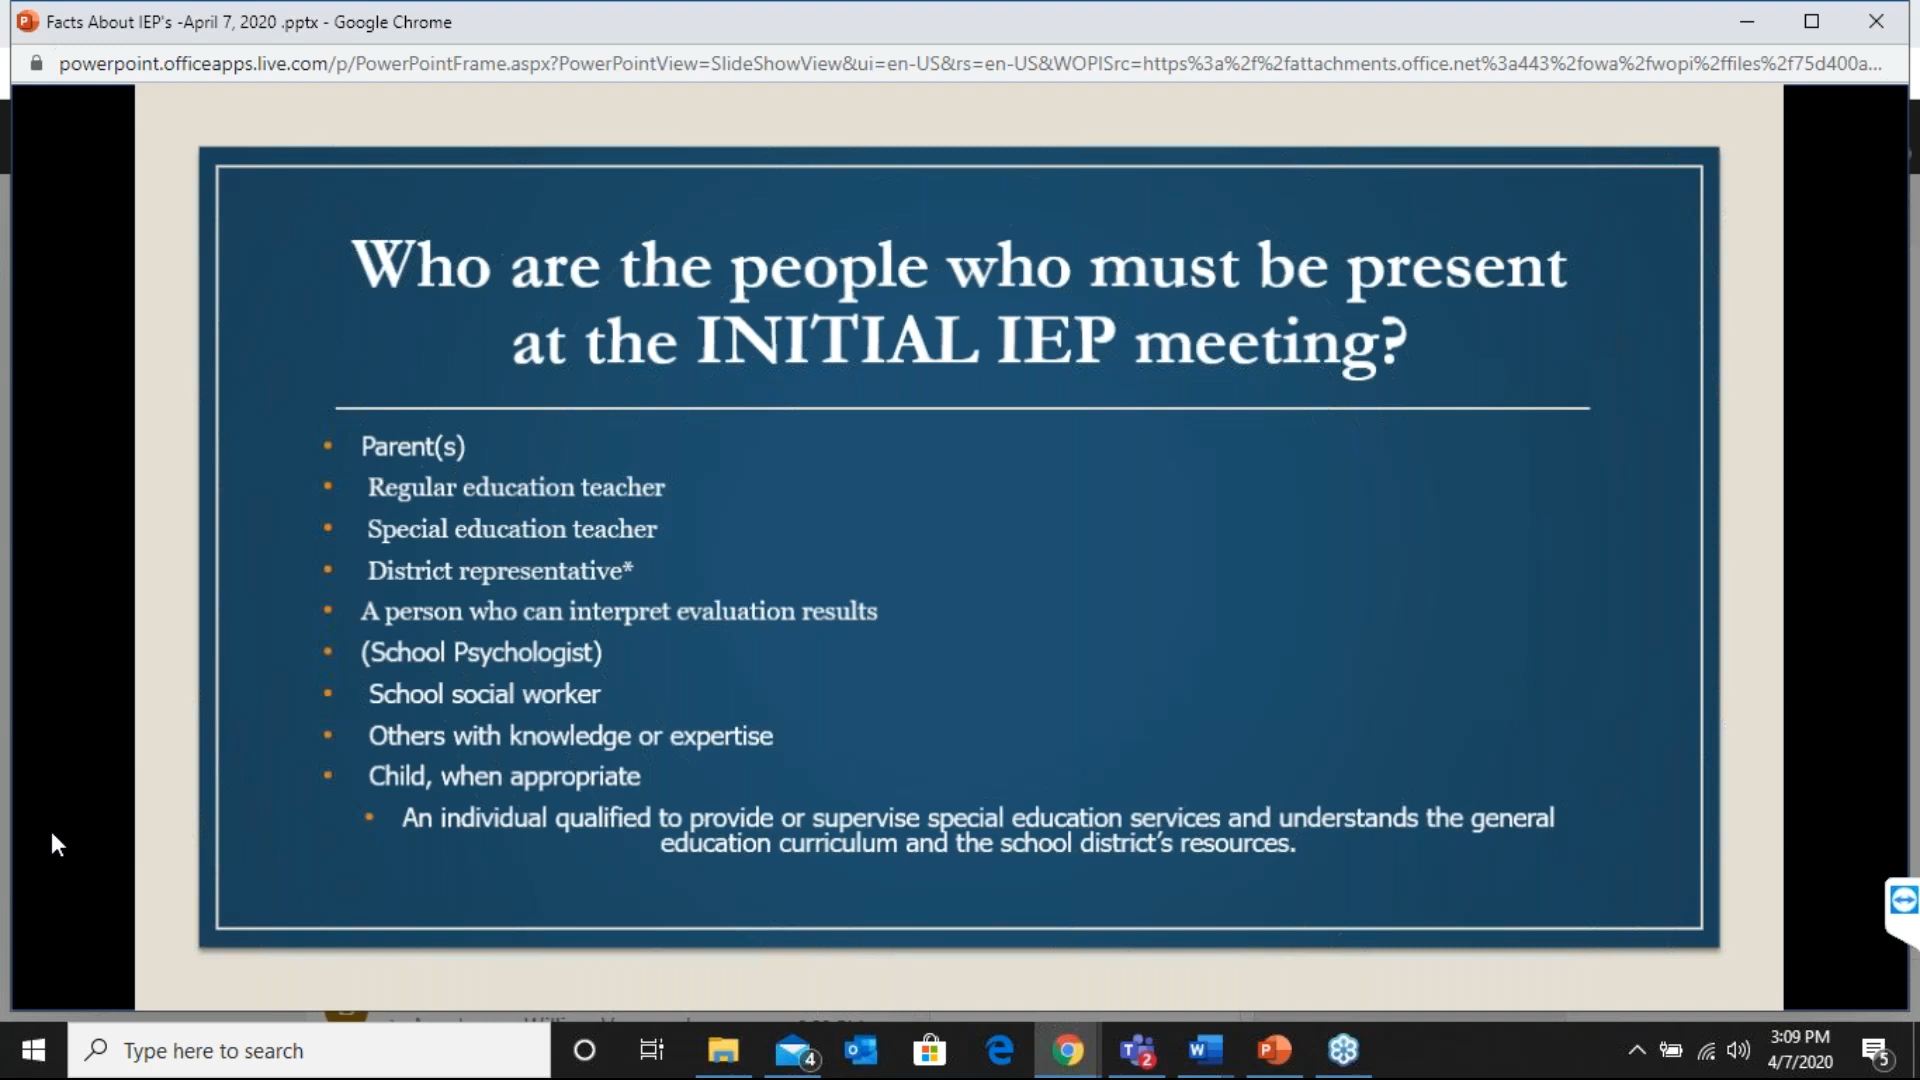 Facts About IEP's -April 7, 2020 .pptx - Google Chrome
powerpoint.officeapps.live.com/p/PowerPointFrame.aspx?PowerPointView=SlideShowView&ui=en-US&rs=en-US&WOPISrc=https%3a%2f%2fattachments.office.net%3a443%2fowa%2fwopi%2ffiles%2f75d400a...
Who are the people who must be present
at the INITIAL IEP meeting?
• Parent(s)
• Regular education teacher
• Special education teacher
• District representative*
• A person who can interpret evaluation results
• (School Psychologist)
• School social worker
• Others with knowledge or expertise
• Child, when appropriate
• An individual qualified to provide or supervise special education services and understands the general
education curriculum and the school district's resources.
Type here to search
4
2
3:09 PM
4/7/2020
5